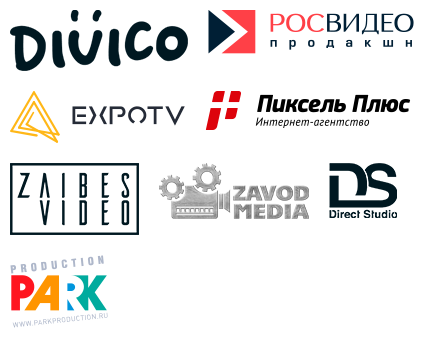 DIVICO
РОСВИДЕО
продакшн
EXPOTV
Пиксель Плюс
Интернет-агентство
ZAIBES
VIDEO
ZAVOD
MEDIA
DS
Direct Studio
PRODUCTION
PARK
WWW.PARKPRODUCTION.RU